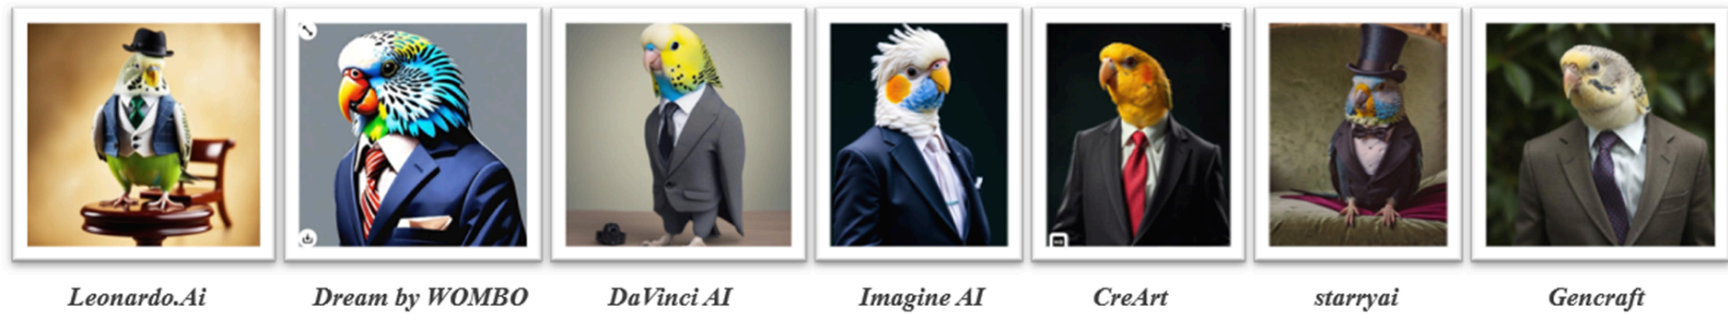 Leonardo.Ai
Dream by WOMBO
DaVinci AI
Imagine AI
CreArt
starryai
Gencraft